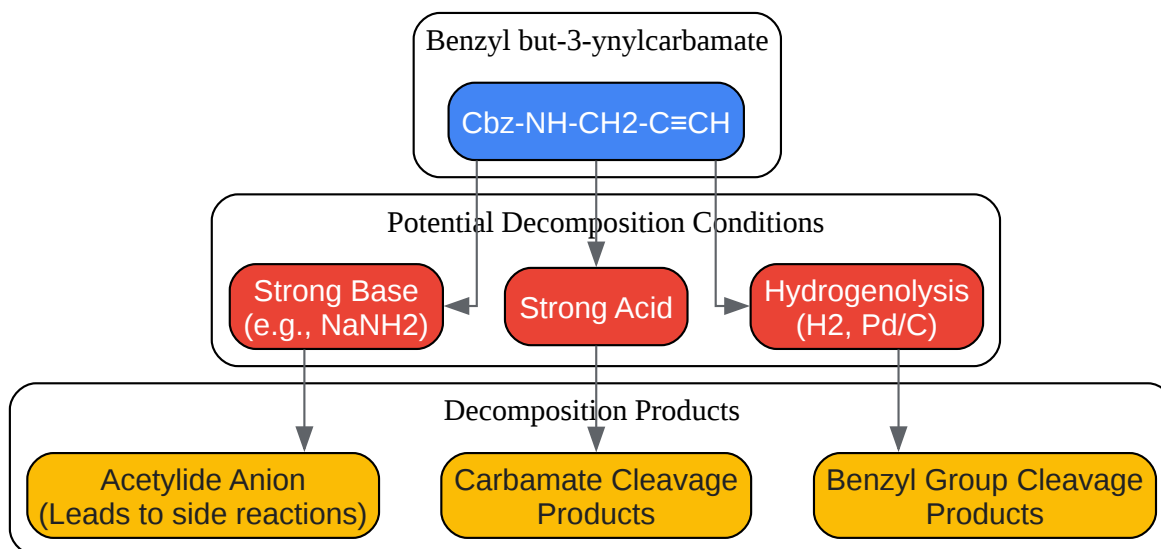 Benzyl but-3-ynylcarbamate
Cbz-NH-CH2-C≡CH
Potential Decomposition Conditions
Strong Base
(e.g., NaNH2)
Strong Acid
Hydrogenolysis
(H2, Pd/C)
Decomposition Products
Acetylide Anion
(Leads to side reactions)
Carbamate Cleavage
Products
Benzyl Group Cleavage
Products